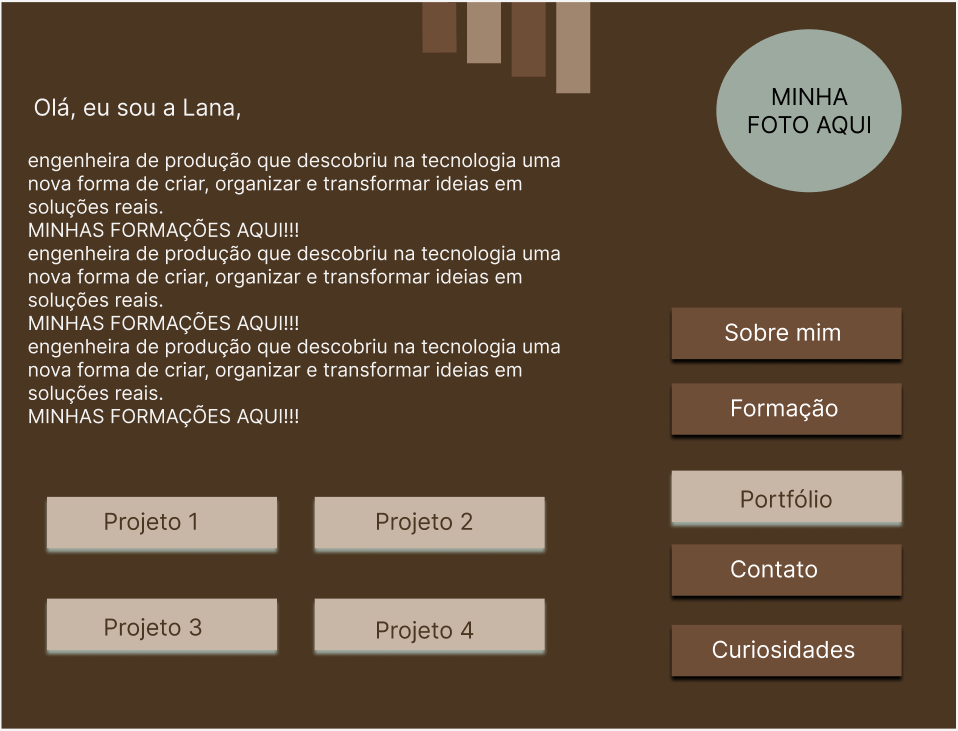 Olá, eu sou a Lana,
engenheira de produção que descobriu na tecnologia uma
nova forma de criar, organizar e transformar ideias em
soluções reais.
MINHAS FORMAÇÕES AQUI!!!
engenheira de produção que descobriu na tecnologia uma
nova forma de criar, organizar e transformar ideias em
soluções reais.
MINHAS FORMAÇÕES AQUI!!!
engenheira de produção que descobriu na tecnologia uma
nova forma de criar, organizar e transformar ideias em
soluções reais.
MINHAS FORMAÇÕES AQUI!!!
Projeto 1
Projeto 2
Projeto 3
Projeto 4
MINHA
FOTO AQUI
Sobre mim
Formação
Portfólio
Contato
Curiosidades